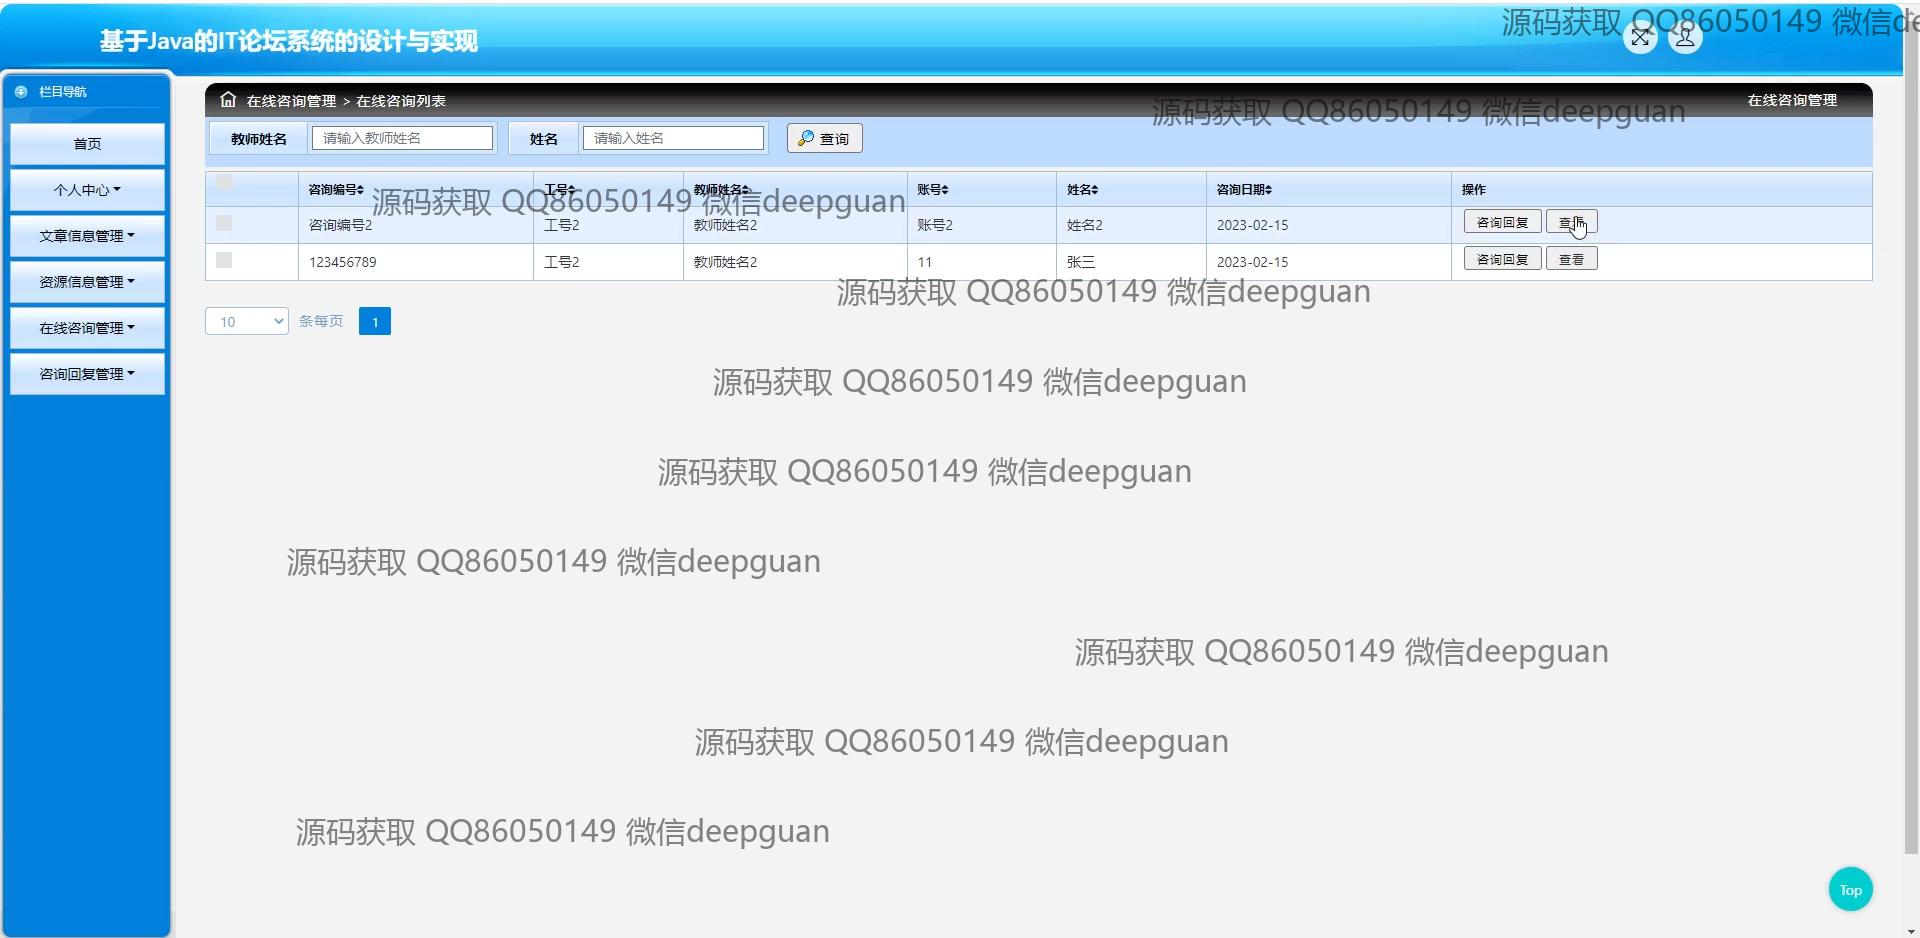 基于Java的IT论坛系统的设计与实现
源码获取 QQ86050149 微信de
栏目导航
首页
个人中心
文章信息管理
资源信息管理
在线咨询管理
咨询回复管理
在线咨询管理 > 在线咨询列表
在线咨询管理
源码获取 QQ86050149 微信deepguan
教师姓名 请输入教师姓名 姓名 请输入姓名 查询
咨询编号 工号 教师姓名 账号 姓名 咨询日期 操作
源码获取 QQ86050149 微信deepguan
咨询编号2 工号2 教师姓名2 账号2 姓名2 2023-02-15 咨询回复
123456789 工号2 教师姓名2 11 张三 2023-02-15 咨询回复 查看
源码获取 QQ86050149 微信deepguan
10 条每页 1
源码获取 QQ86050149 微信deepguan
源码获取 QQ86050149 微信deepguan
源码获取 QQ86050149 微信deepguan
源码获取 QQ86050149 微信deepguan
源码获取 QQ86050149 微信deepguan
源码获取 QQ86050149 微信deepguan
Top